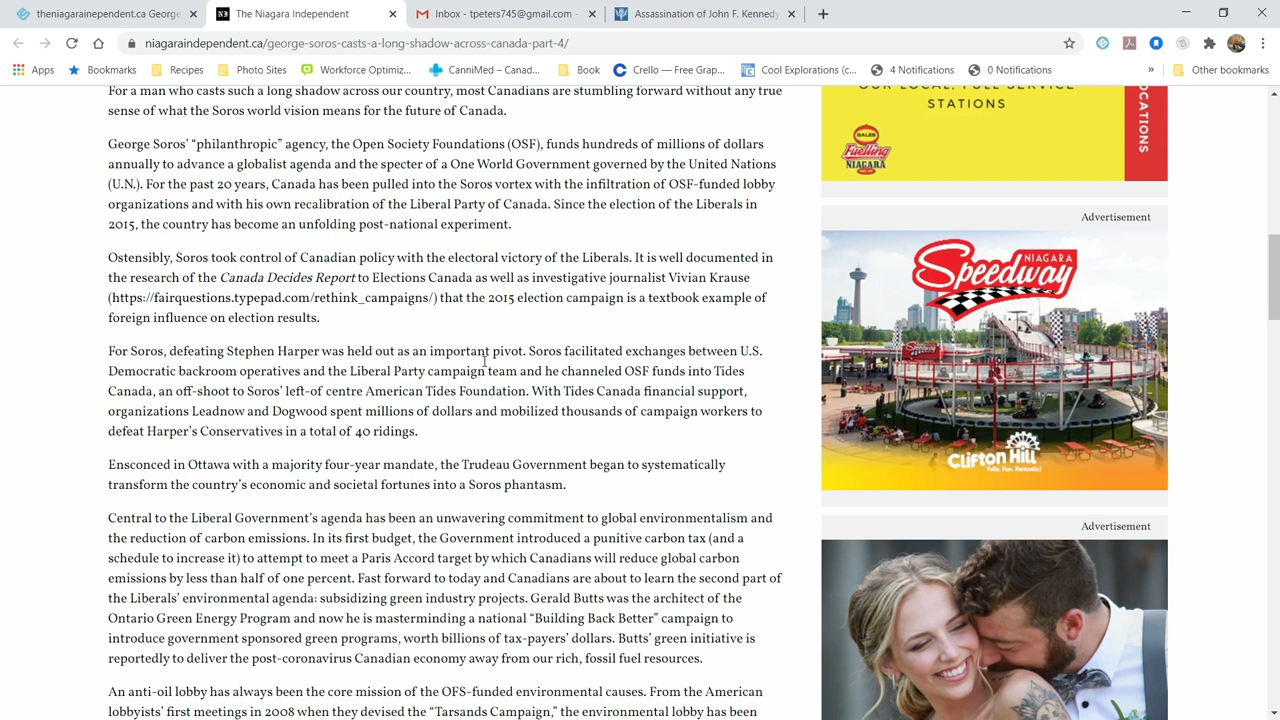 theniagaraindependent.ca Georg
The Niagara Independent
Inbox - tpeters745@gmail.com -
Assassination of John F. Kennedy
niagaraindependent.ca/george-soros-casts-a-long-shadow-across-canada-part-4/
Apps
Bookmarks
Recipes
Photo Sites
Workforce Optimiz...
CanniMed – Canad...
Book
Crello — Free Grap...
Cool Explorations (c...
4 Notifications
0 Notifications
»
Other bookmarks
For a man who casts such a long shadow across our country, most Canadians are stumbling forward without any true
sense of what the Soros world vision means for the future of Canada.
George Soros’ “philanthropic” agency, the Open Society Foundations (OSF), funds hundreds of millions of dollars
annually to advance a globalist agenda and the specter of a One World Government governed by the United Nations
(U.N.). For the past 20 years, Canada has been pulled into the Soros vortex with the infiltration of OSF-funded lobby
organizations and with his own recalibration of the Liberal Party of Canada. Since the election of the Liberals in
2015, the country has become an unfolding post-national experiment.
Ostensibly, Soros took control of Canadian policy with the electoral victory of the Liberals. It is well documented in
the research of the Canada Decides Report to Elections Canada as well as investigative journalist Vivian Krause
(https://fairquestions.typepad.com/rethink_campaigns/) that the 2015 election campaign is a textbook example of
foreign influence on election results.
For Soros, defeating Stephen Harper was held out as an important pivot. Soros facilitated exchanges between U.S.
Democratic backroom operatives and the Liberal Party campaign team and he channeled OSF funds into Tides
Canada, an off-shoot to Soros’ left-of centre American Tides Foundation. With Tides Canada financial support,
organizations Leadnow and Dogwood spent millions of dollars and mobilized thousands of campaign workers to
defeat Harper’s Conservatives in a total of 40 ridings.
Ensconced in Ottawa with a majority four-year mandate, the Trudeau Government began to systematically
transform the country’s economic and societal fortunes into a Soros phantasm.
Central to the Liberal Government’s agenda has been an unwavering commitment to global environmentalism and
the reduction of carbon emissions. In its first budget, the Government introduced a punitive carbon tax (and a
schedule to increase it) to attempt to meet a Paris Accord target by which Canadians will reduce global carbon
emissions by less than half of one percent. Fast forward to today and Canadians are about to learn the second part of
the Liberals’ environmental agenda: subsidizing green industry projects. Gerald Butts was the architect of the
Ontario Green Energy Program and now he is masterminding a national “Building Back Better” campaign to
introduce government sponsored green programs, worth billions of tax-payers’ dollars. Butts’ green initiative is
reportedly to deliver the post-coronavirus Canadian economy away from our rich, fossil fuel resources.
An anti-oil lobby has always been the core mission of the OFS-funded environmental causes. From the American
lobbyists’ first meetings in 2008 when they devised the “Tarsands Campaign,” the environmental lobby has been
OUR LOCAL, FULL SERVICE
STATIONS
OCATIONS
GALES
Fuelling
NIAGARA
Advertisement
NIAGARA
Speedway
CLIFTON HILL
Falls. Fun. Fantastic!
Advertisement